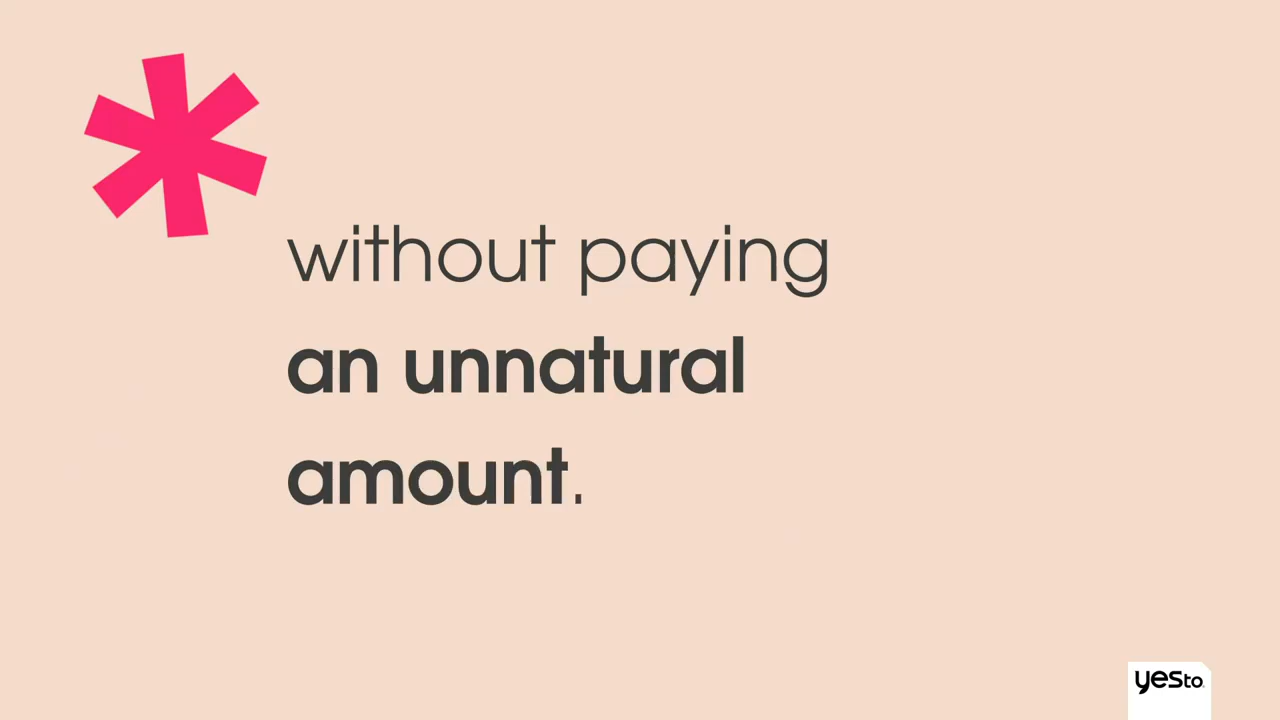 without paying
an unnatural
amount.
yesto.